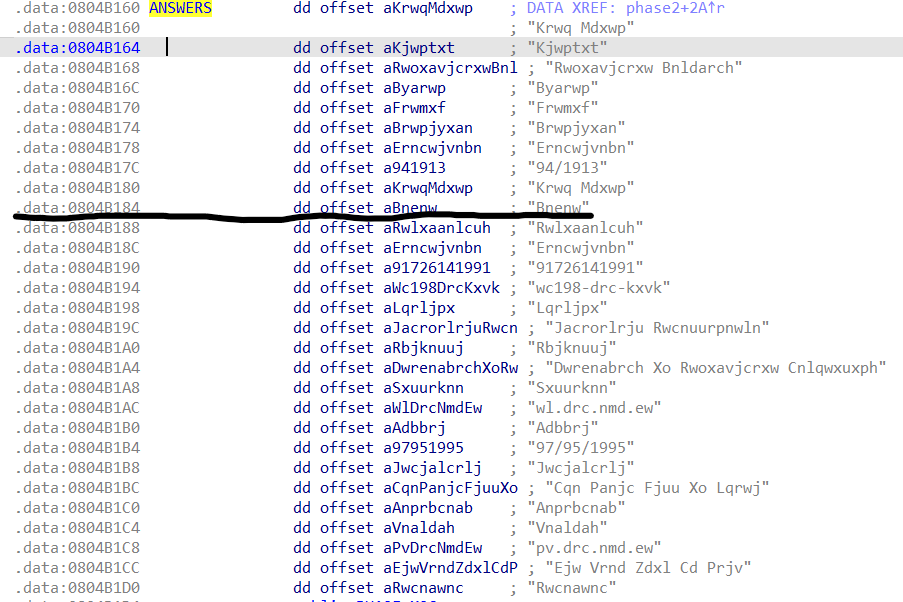 .data:0804B160 ANSWERS dd offset aKrwqMdxwp ; DATA XREF: phase2+2A↑r
.data:0804B160 ; "Krwq Mdxwp"
.data:0804B164 dd offset aKjwptxt ; "Kjwptxt"
.data:0804B168 dd offset aRwoxavjcrxwBnl ; "Rwoxavjcrxw Bnldarch"
.data:0804B16C dd offset aByarwp ; "Byarwp"
.data:0804B170 dd offset aFrwmxf ; "Frwmxf"
.data:0804B174 dd offset aBrwpjyxan ; "Brwpjyxan"
.data:0804B178 dd offset aErncwjvnbn ; "Erncwjvnbn"
.data:0804B17C dd offset a941913 ; "94/1913"
.data:0804B180 dd offset aKrwqMdxwp ; "Krwq Mdxwp"
.data:0804B184 dd offset aBnenw ; "Bnenw"
.data:0804B188 dd offset aRwlxaanlcuh ; "Rwlxaanlcuh"
.data:0804B18C dd offset aErncwjvnbn ; "Erncwjvnbn"
.data:0804B190 dd offset a91726141991 ; "91726141991"
.data:0804B194 dd offset aWc198DrcKxvk ; "wc198-drc-kxvk"
.data:0804B198 dd offset aLqrljpx ; "Lqrljpx"
.data:0804B19C dd offset aJacrorlrjuRwcn ; "Jacrorlrju Rwcnuurpnwln"
.data:0804B1A0 dd offset aRbjknuuj ; "Rbjknuuj"
.data:0804B1A4 dd offset aDwrenabrchXoRw ; "Dwrenabrch Xo Rwoxavjcrxw Cnlqwxuxph"
.data:0804B1A8 dd offset aSxuurknn ; "Sxuurknn"
.data:0804B1AC dd offset aWlDrcNmdEw ; "wl.drc.nmd.ew"
.data:0804B1B0 dd offset aAdbbrj ; "Adbbrj"
.data:0804B1B4 dd offset a97951995 ; "97/95/1995"
.data:0804B1B8 dd offset aJwcjalcrlj ; "Jwcjalcrlj"
.data:0804B1BC dd offset aCqnPanjcFjuuXo ; "Cqn Panjc Fjuu Xo Lqrwj"
.data:0804B1C0 dd offset aAnprbcnab ; "Anprbcnab"
.data:0804B1C4 dd offset aVnaldah ; "Vnaldah"
.data:0804B1C8 dd offset aPvDrcNmdEw ; "pv.drc.nmd.ew"
.data:0804B1CC dd offset aEjwVrndZdxlCdP ; "Ejw Vrnd Zdxl Cd Prjv"
.data:0804B1D0 dd offset aRwcnawnc ; "Rwcnawnc"